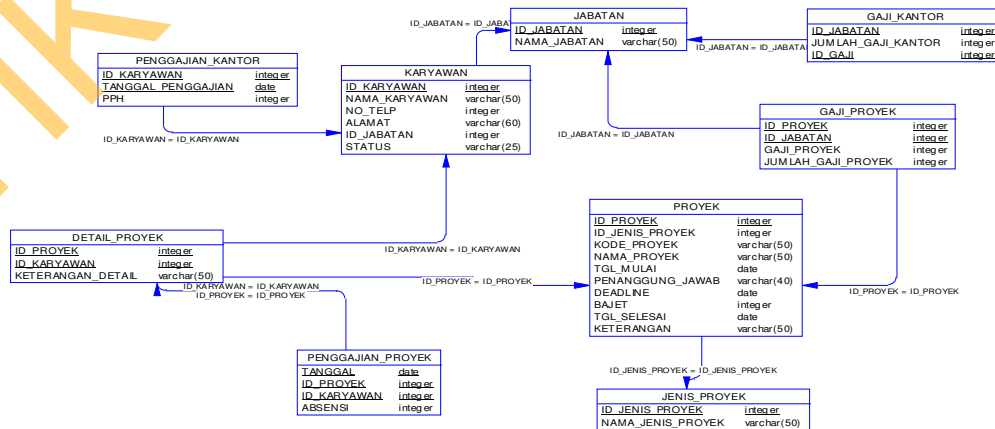 JABATAN
ID_JABATAN integer
NAMA_JABATAN varchar(50)
GAJI_KANTOR
ID_JABATAN integer
JUMLAH_GAJI_KANTOR integer
ID_GAJI integer
ID_JABATAN = ID_JABAT
ID_JABATAN = ID_JABATAN
PENGGAJIAN_KANTOR
ID_KARYAWAN integer
TANGGAL_PENGGAJIAN date
PPH integer
KARYAWAN
ID_KARYAWAN integer
NAMA_KARYAWAN varchar(50)
NO_TELP integer
ALAMAT varchar(60)
ID_JABATAN integer
STATUS varchar(25)
ID_KARYAWAN = ID_KARYAWAN
ID_JABATAN = ID_JABATAN
GAJI_PROYEK
ID_PROYEK integer
ID_JABATAN integer
GAJI_PROYEK integer
JUMLAH_GAJI_PROYEK integer
PROYEK
ID_PROYEK integer
ID_JENIS_PROYEK integer
KODE_PROYEK varchar(50)
NAMA_PROYEK varchar(50)
TGL_MULAI date
PENANGGUNG_JAWAB varchar(40)
DEADLINE date
BAJET integer
TGL_SELESAI date
KETERANGAN varchar(50)
DETAIL_PROYEK
ID_PROYEK integer
ID_KARYAWAN integer
KETERANGAN_DETAIL varchar(50)
ID_KARYAWAN = ID_KARYAWAN
ID_PROYEK = ID_PROYEK
ID_KARYAWAN = ID_KARYAWAN
ID_PROYEK = ID_PROYEK
ID_PROYEK = ID_PROYEK
PENGGAJIAN_PROYEK
TANGGAL date
ID_PROYEK integer
ID_KARYAWAN integer
ABSENSI integer
ID_JENIS_PROYEK = ID_JENIS_PROYEK
JENIS_PROYEK
ID_JENIS_PROYEK integer
NAMA_JENIS_PROYEK varchar(50)